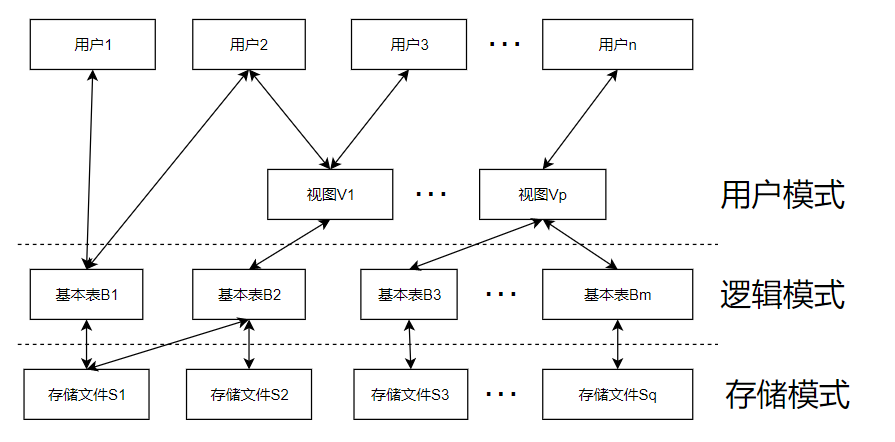 用户1 用户2 用户3 ... 用户n
视图V1 ... 视图Vp
用户模式
基本表B1 基本表B2 基本表B3 ... 基本表Bm
逻辑模式
存储文件S1 存储文件S2 存储文件S3 ... 存储文件Sq
存储模式